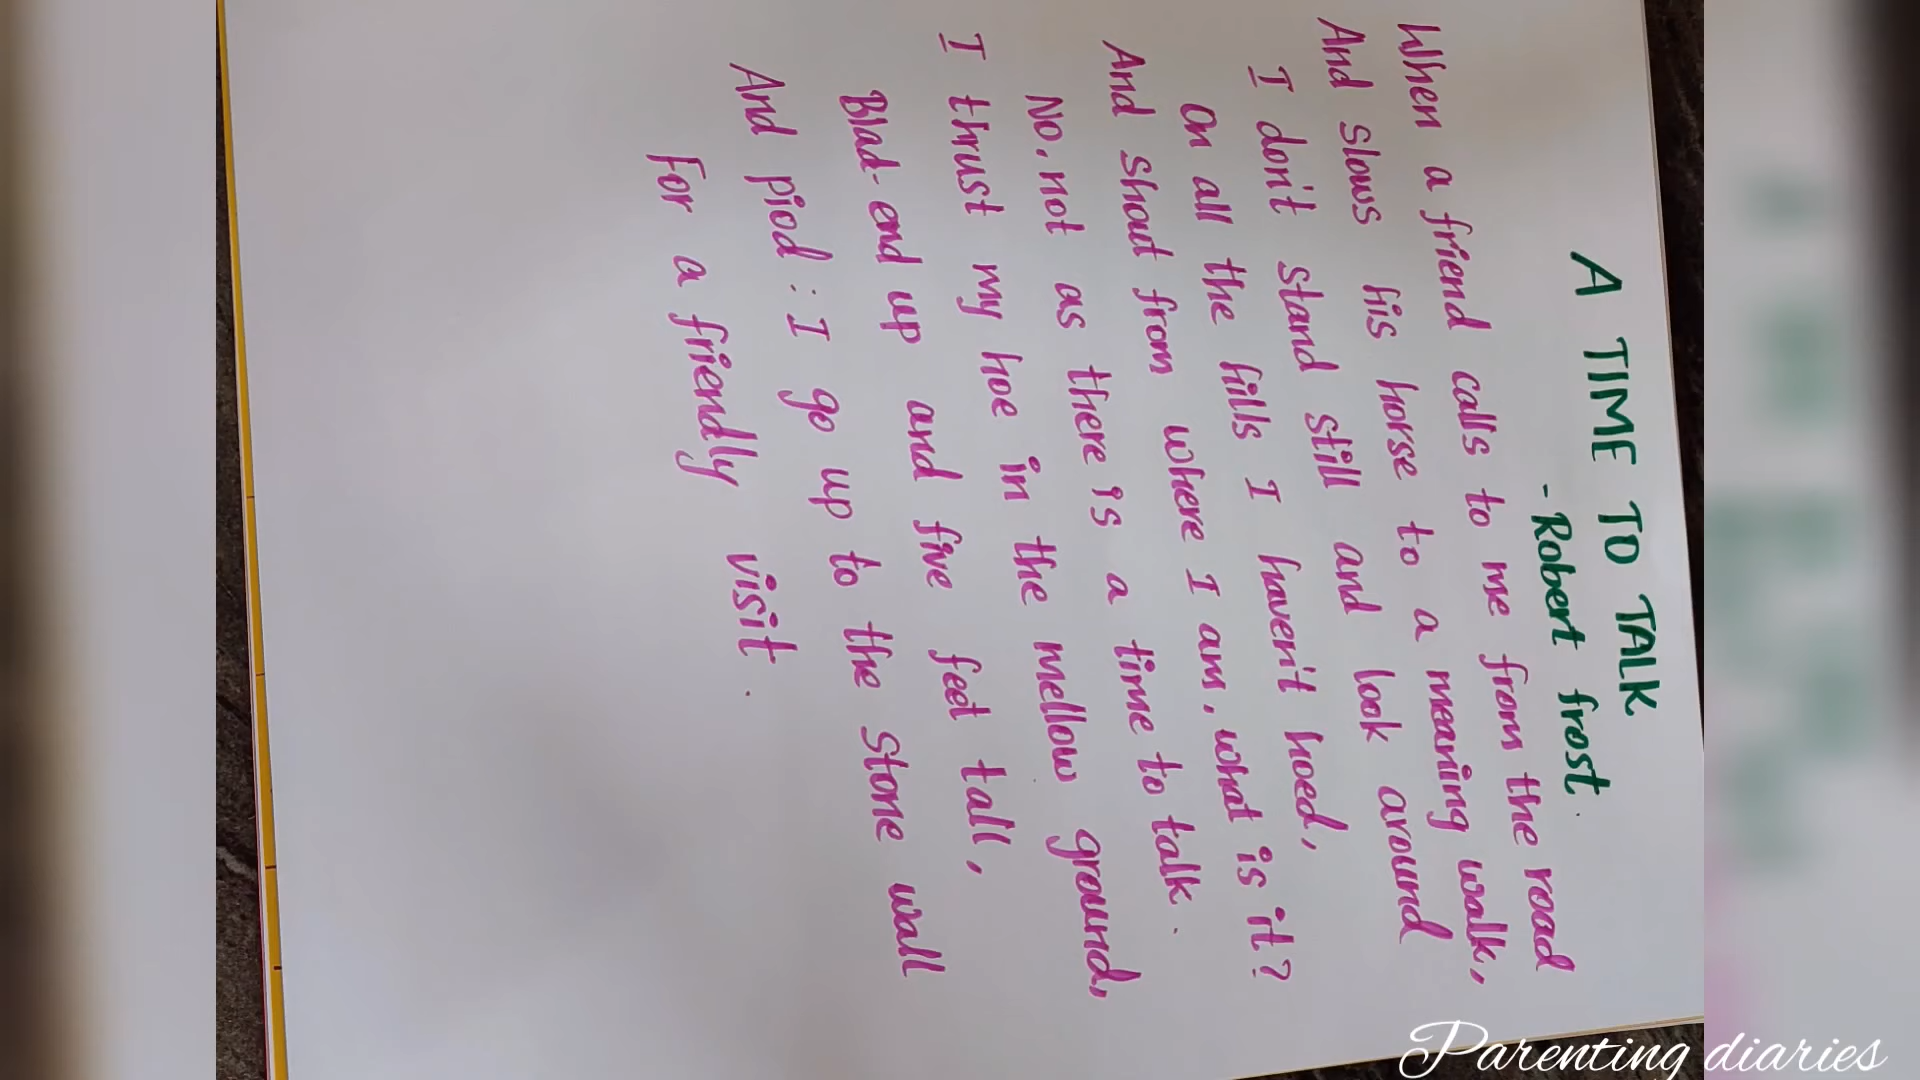 A TIME TO TALK
- Robert frost.
When a friend calls to me from the road
And slows his horse to a meaning walk,
I don't stand still and look around
On all the hills I haven't hoed,
And shout from where I am, what is it?
No, not as there is a time to talk.
I thrust my hoe in the mellow ground,
Blad-end up and five feet tall,
And plod: I go up to the stone wall
For a friendly visit.
Parenting diaries